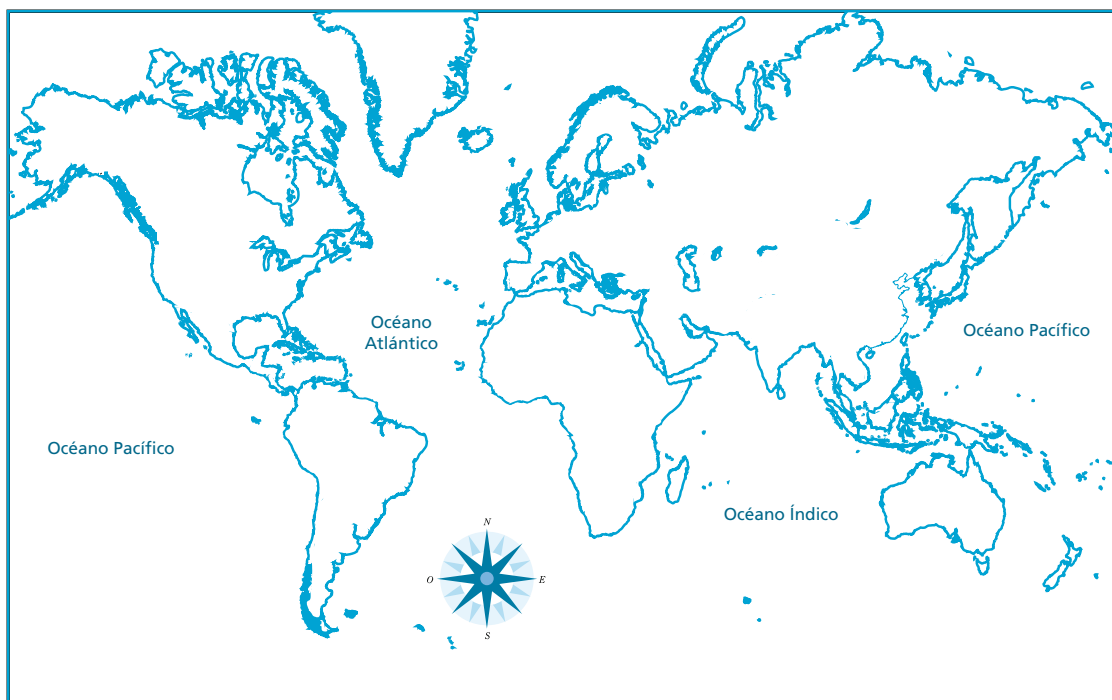 Océano
Atlántico
Océano Pacífico
Océano Pacífico
Océano Índico
N
O
E
S